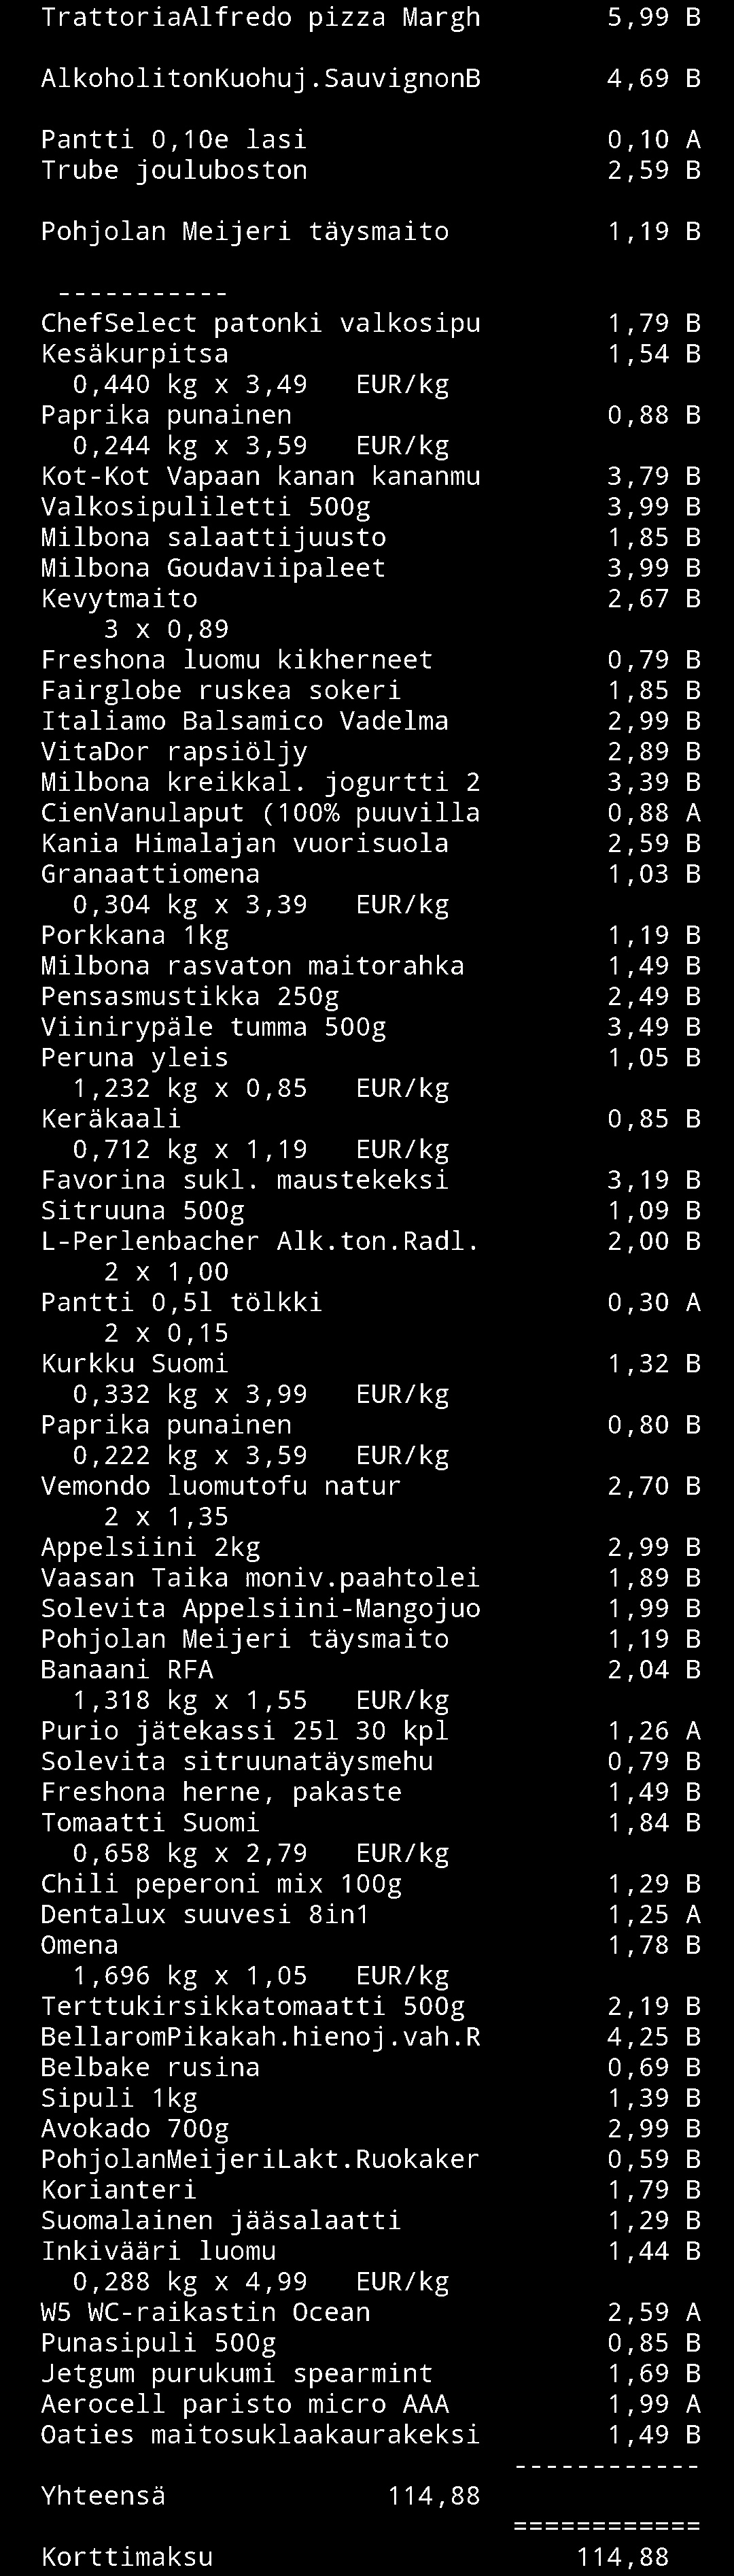 TrattoriaAlfredo pizza Margh 5,99 B
AlkoholitonKuohuj.SauvignonB 4,69 B
Pantti 0,10e lasi 0,10 A
Trube jouluboston 2,59 B
Pohjolan Meijeri täysmaito 1,19 B
-----------
ChefSelect patonki valkosipu 1,79 B
Kesäkurpitsa 1,54 B
0,440 kg x 3,49 EUR/kg
Paprika punainen 0,88 B
0,244 kg x 3,59 EUR/kg
Kot-Kot Vapaan kanan kananmu 3,79 B
Valkosipuliletti 500g 3,99 B
Milbona salaattijuusto 1,85 B
Milbona Goudaviipaleet 3,99 B
Kevytmaito 2,67 B
3 x 0,89
Freshona luomu kikherneet 0,79 B
Fairglobe ruskea sokeri 1,85 B
Italiamo Balsamico Vadelma 2,99 B
VitaDor rapsiöljy 2,89 B
Milbona kreikkal. jogurtti 2 3,39 B
CienVanulaput (100% puuvilla 0,88 A
Kania Himalajan vuorisuola 2,59 B
Granaattiomena 1,03 B
0,304 kg x 3,39 EUR/kg
Porkkana 1kg 1,19 B
Milbona rasvaton maitorahka 1,49 B
Pensasmustikka 250g 2,49 B
Viinirypäle tumma 500g 3,49 B
Peruna yleis 1,05 B
1,232 kg x 0,85 EUR/kg
Keräkaali 0,85 B
0,712 kg x 1,19 EUR/kg
Favorina sukl. maustekeksi 3,19 B
Sitruuna 500g 1,09 B
L-Perlenbacher Alk.ton.Radl. 2,00 B
2 x 1,00
Pantti 0,5l tölkki 0,30 A
2 x 0,15
Kurkku Suomi 1,32 B
0,332 kg x 3,99 EUR/kg
Paprika punainen 0,80 B
0,222 kg x 3,59 EUR/kg
Vemondo luomutofu natur 2,70 B
2 x 1,35
Appelsiini 2kg 2,99 B
Vaasan Taika moniv.paahtolei 1,89 B
Solevita Appelsiini-Mangojuo 1,99 B
Pohjolan Meijeri täysmaito 1,19 B
Banaani RFA 2,04 B
1,318 kg x 1,55 EUR/kg
Purio jätekassi 25l 30 kpl 1,26 A
Solevita sitruunatäysmehu 0,79 B
Freshona herne, pakaste 1,49 B
Tomaatti Suomi 1,84 B
0,658 kg x 2,79 EUR/kg
Chili peperoni mix 100g 1,29 B
Dentalux suuvesi 8in1 1,25 A
Omena 1,78 B
1,696 kg x 1,05 EUR/kg
Terttukirsikkatomaatti 500g 2,19 B
BellaromPikakah.hienoj.vah.R 4,25 B
Belbake rusina 0,69 B
Sipuli 1kg 1,39 B
Avokado 700g 2,99 B
PohjolanMeijeriLakt.Ruokaker 0,59 B
Korianteri 1,79 B
Suomalainen jääsalaatti 1,29 B
Inkivääri luomu 1,44 B
0,288 kg x 4,99 EUR/kg
W5 WC-raikastin Ocean 2,59 A
Punasipuli 500g 0,85 B
Jetgum purukumi spearmint 1,69 B
Aerocell paristo micro AAA 1,99 A
Oaties maitosuklaakaurakeksi 1,49 B
------------
Yhteensä 114,88
============
Korttimaksu 114,88